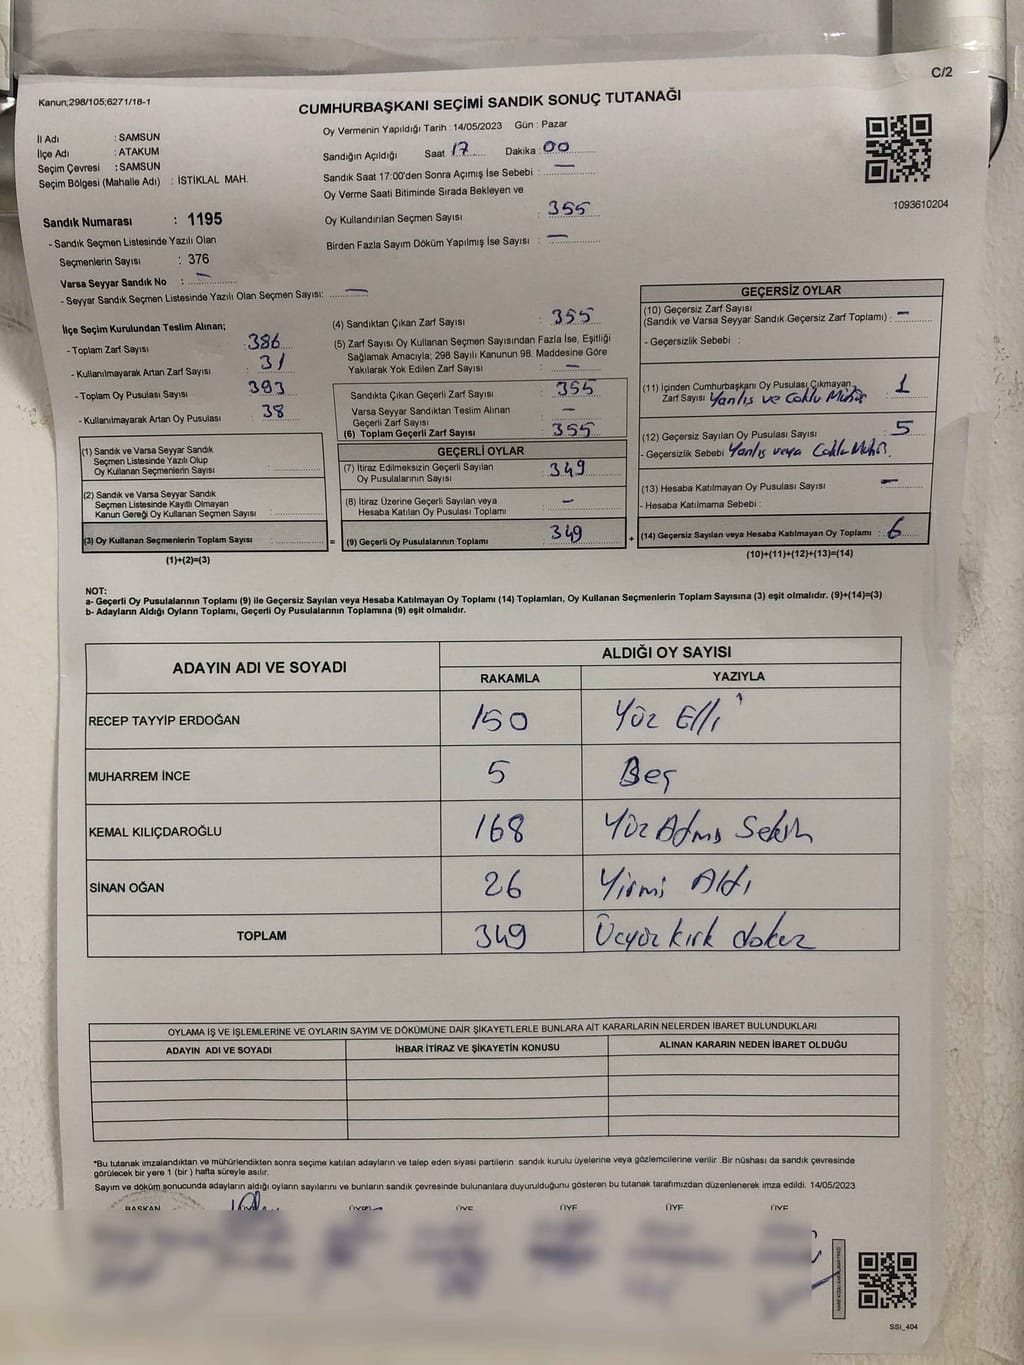 C/2
Kanun;298/105;6271/18-1
CUMHURBAŞKANI SEÇİMİ SANDIK SONUÇ TUTANAĞI
İl Adı : SAMSUN
İlçe Adı : ATAKUM
Seçim Çevresi : SAMSUN
Seçim Bölgesi (Mahalle Adı) : İSTİKLAL MAH.
Oy Vermenin Yapıldığı Tarih : 14/05/2023 Gün : Pazar
Sandığın Açıldığı Saat 17 Dakika : 00
Sandık Saat 17:00'den Sonra Açımış İse Sebebi : —
Oy Verme Saati Bitiminde Sırada Bekleyen ve
Oy Kullandırılan Seçmen Sayısı : 355
Birden Fazla Sayım Döküm Yapılmış İse Sayısı : —
1093610204
Sandık Numarası : 1195
- Sandık Seçmen Listesinde Yazılı Olan
Seçmenlerin Sayısı : 376
Varsa Seyyar Sandık No : —
- Seyyar Sandık Seçmen Listesinde Yazılı Olan Seçmen Sayısı: —
İlçe Seçim Kurulundan Teslim Alınan;
- Toplam Zarf Sayısı : 386
- Kullanılmayarak Artan Zarf Sayısı : 31
- Toplam Oy Pusulası Sayısı : 393
- Kullanılmayarak Artan Oy Pusulası : 38
(1) Sandık ve Varsa Seyyar Sandık
Seçmen Listesinde Yazılı Olup
Oy Kullanan Seçmenlerin Sayısı :
(2) Sandık ve Varsa Seyyar Sandık
Seçmen Listesinde Kayıtlı Olmayan
Kanun Gereği Oy Kullanan Seçmen Sayısı :
(3) Oy Kullanan Seçmenlerin Toplam Sayısı :
(1)+(2)=(3)
=
(4) Sandıktan Çıkan Zarf Sayısı : 355
(5) Zarf Sayısı Oy Kullanan Seçmen Sayısından Fazla İse, Eşitliği
Sağlamak Amacıyla; 298 Sayılı Kanunun 98. Maddesine Göre
Yakılarak Yok Edilen Zarf Sayısı : —
Sandıkta Çıkan Geçerli Zarf Sayısı : 355
Varsa Seyyar Sandıktan Teslim Alınan
Geçerli Zarf Sayısı : —
(6) Toplam Geçerli Zarf Sayısı : 355
GEÇERLİ OYLAR
(7) İtiraz Edilmeksizin Geçerli Sayılan
Oy Pusulalarının Sayısı : 349
(8) İtiraz Üzerine Geçerli Sayılan veya
Hesaba Katılan Oy Pusulaları Toplamı : —
(9) Geçerli Oy Pusulalarının Toplamı : 349
+
GEÇERSİZ OYLAR
(10) Geçersiz Zarf Sayısı
(Sandık ve Varsa Seyyar Sandık Geçersiz Zarf Toplamı) : —
- Geçersizlik Sebebi :
(11) İçinden Cumhurbaşkanı Oy Pusulası Çıkmayan 1
Zarf Sayısı Yanlış ve Çoklu Mühür
(12) Geçersiz Sayılan Oy Pusulası Sayısı : 5
- Geçersizlik Sebebi Yanlış veya Çoklu Mühür.
(13) Hesaba Katılmayan Oy Pusulası Sayısı : —
- Hesaba Katılmama Sebebi :
(14) Geçersiz Sayılan veya Hesaba Katılmayan Oy Toplamı : 6
(10)+(11)+(12)+(13)=(14)
NOT:
a- Geçerli Oy Pusulalarının Toplamı (9) ile Geçersiz Sayılan veya Hesaba Katılmayan Oy Toplamı (14) Toplamları, Oy Kullanan Seçmenlerin Toplam Sayısına (3) eşit olmalıdır. (9)+(14)=(3)
b- Adayların Aldığı Oyların Toplamı, Geçerli Oy Pusulalarının Toplamına (9) eşit olmalıdır.
ADAYIN ADI VE SOYADI
ALDIĞI OY SAYISI
RAKAMLA YAZIYLA
RECEP TAYYİP ERDOĞAN 150 Yüz Elli
MUHARREM İNCE 5 Beş
KEMAL KILIÇDAROĞLU 168 Yüz Atmış Sekiz
SİNAN OĞAN 26 Yirmi Altı
TOPLAM 349 Üçyüz kırk dokuz
OYLAMA İŞ VE İŞLEMLERİNE VE OYLARIN SAYIM VE DÖKÜMÜNE DAİR ŞİKAYETLERLE BUNLARA AİT KARARLARIN NELERDEN İBARET BULUNDUKLARI
ADAYIN ADI VE SOYADI İHBAR İTİRAZ VE ŞİKAYETİN KONUSU ALINAN KARARIN NEDEN İBARET OLDUĞU
*Bu tutanak imzalandıktan ve mühürlendikten sonra seçime katılan adayların ve talep eden siyasi partilerin sandık kurulu üyelerine veya gözlemcilerine verilir .Bir nüshası da sandık çevresinde
görülecek bir yere 1 (bir ) hafta süreyle asılır.
Sayım ve döküm sonucunda adayların aldığı oyların sayılarını ve bunların sandık çevresinde bulunanlara duyurulduğunu gösteren bu tutanak tarafımızdan düzenlenerek imza edildi. 14/05/2023
BAŞKAN ÜYE ÜYE ÜYE ÜYE ÜYE
SSI_404